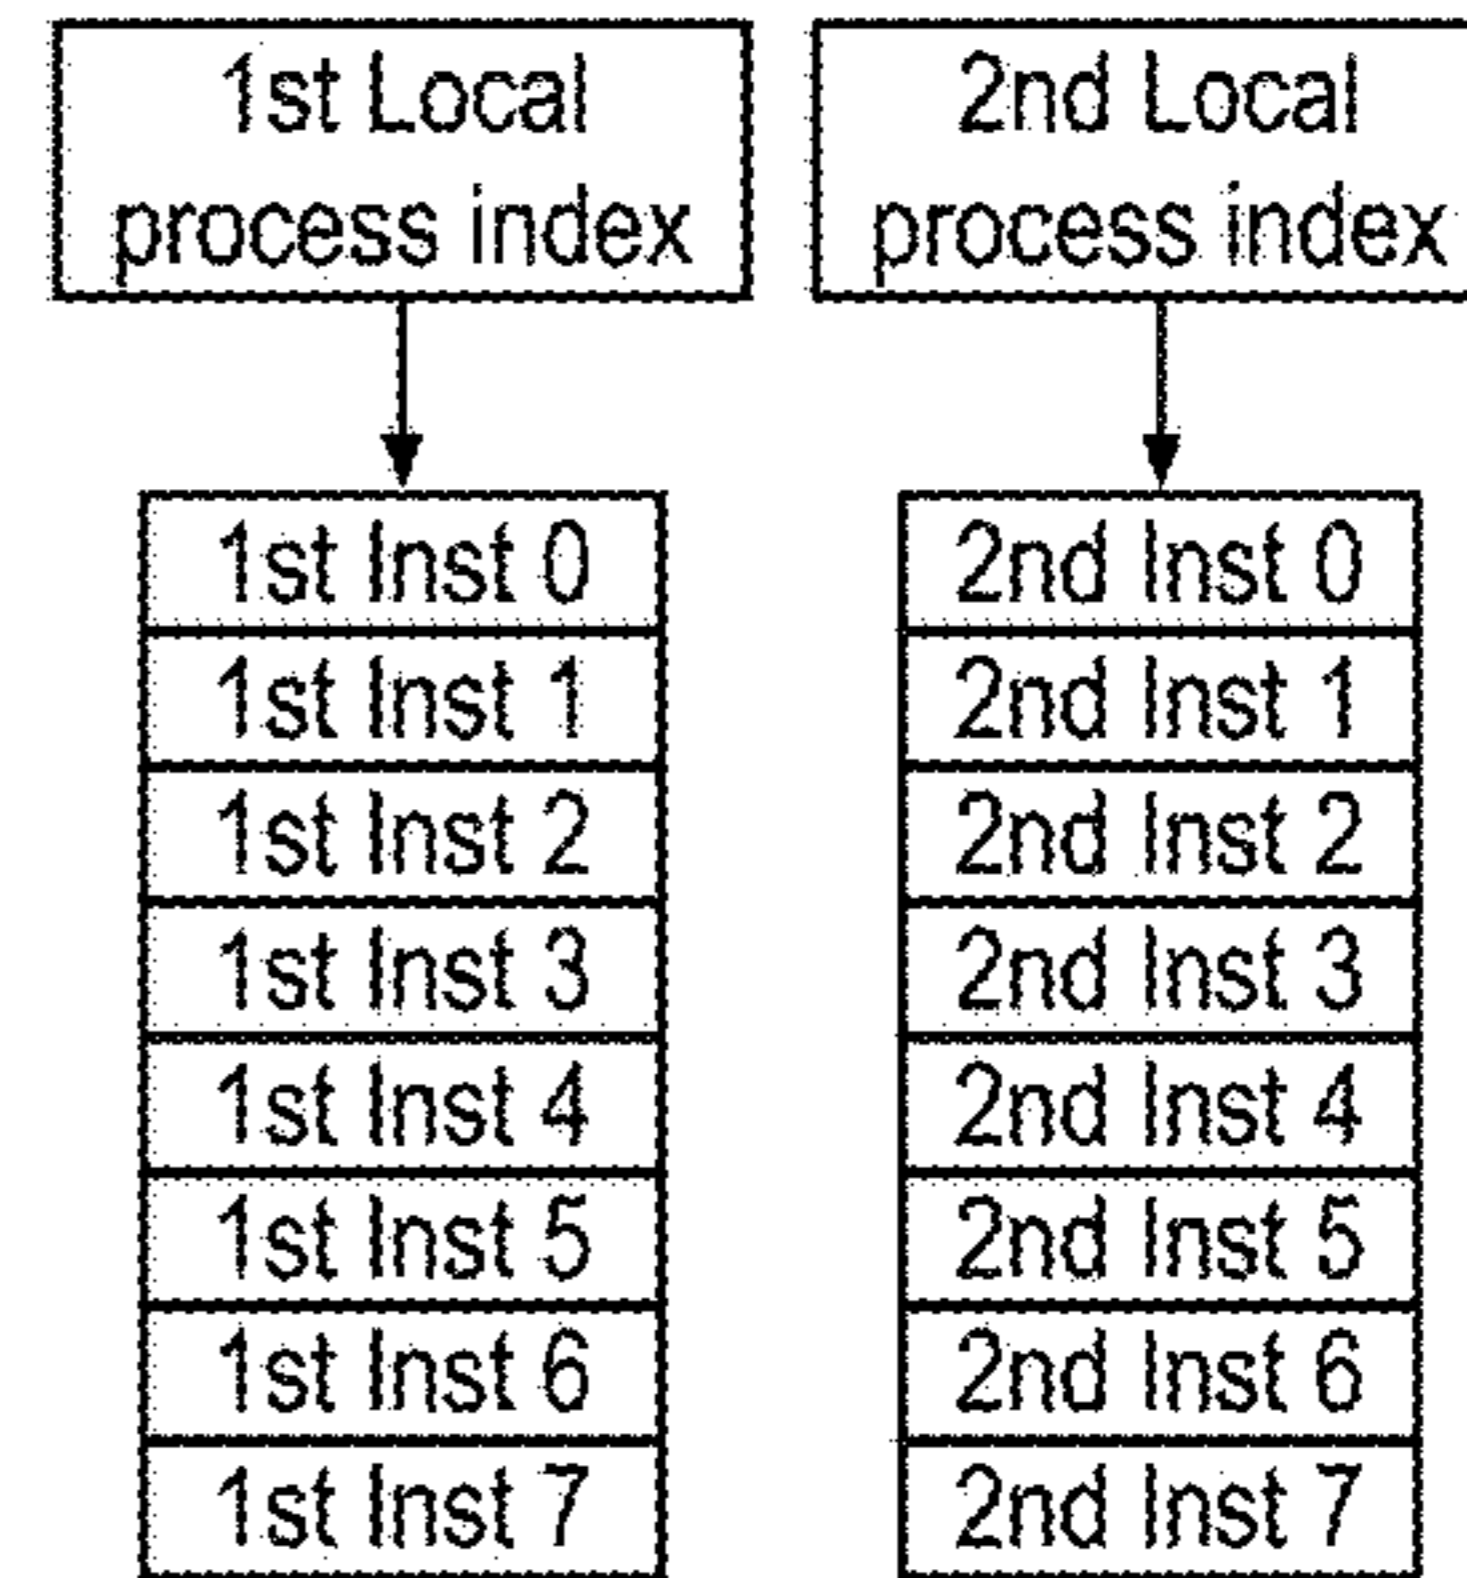 1st Local
process index
2nd Local
process index
1st Inst 0
1st Inst 1
1st Inst 2
1st Inst 3
1st Inst 4
1st Inst 5
1st Inst 6
1st Inst 7
2nd Inst 0
2nd Inst 1
2nd Inst 2
2nd Inst 3
2nd Inst 4
2nd Inst 5
2nd Inst 6
2nd Inst 7